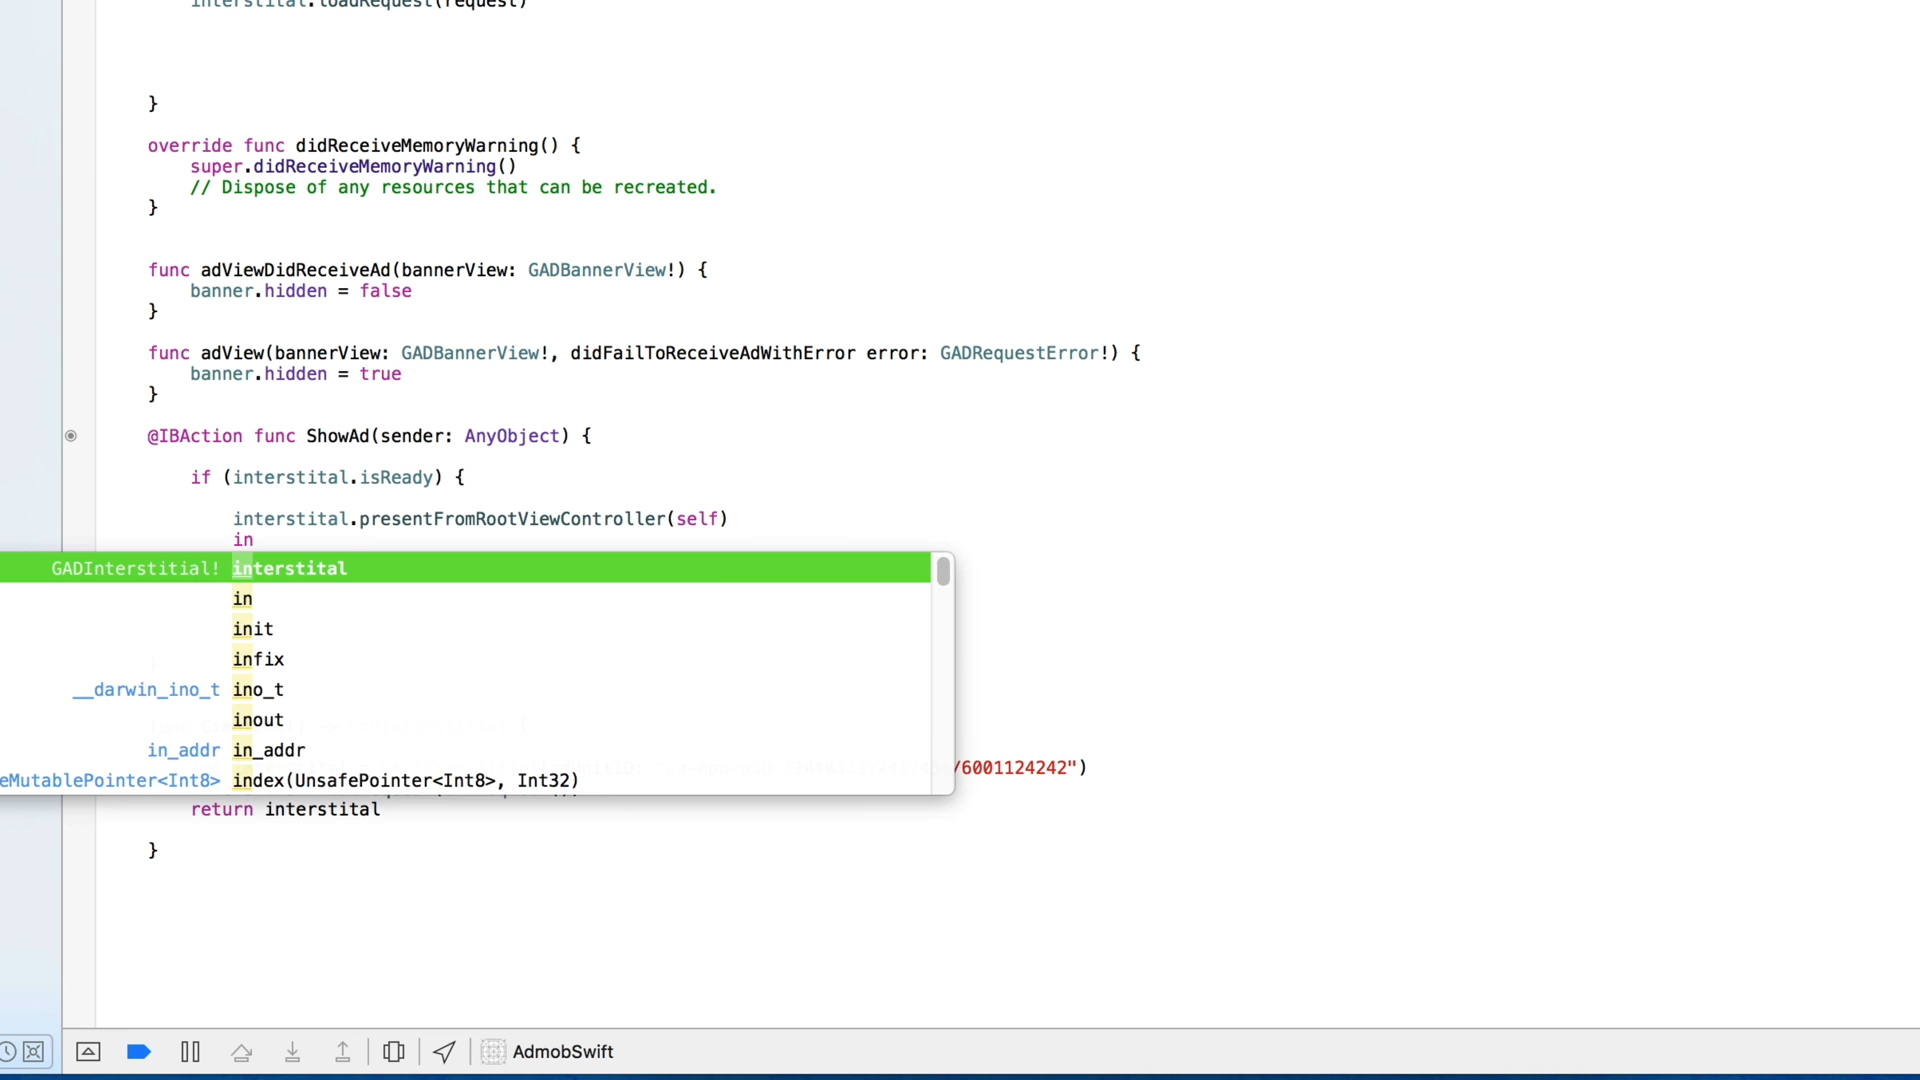 interstital.loadRequest(request)
}
override func didReceiveMemoryWarning() {
super.didReceiveMemoryWarning()
// Dispose of any resources that can be recreated.
}
func adViewDidReceiveAd(bannerView: GADBannerView!) {
banner.hidden = false
}
func adView(bannerView: GADBannerView!, didFailToReceiveAdWithError error: GADRequestError!) {
banner.hidden = true
}
@IBAction func ShowAd(sender: AnyObject) {
if (interstital.isReady) {
interstital.presentFromRootViewController(self)
in
GADInterstitial! interstital
in
init
infix
__darwin_ino_t ino_t
inout
in_addr in_addr
eMutablePointer<Int8> index(UnsafePointer<Int8>, Int32)
/6001124242")
return interstital
}
AdmobSwift